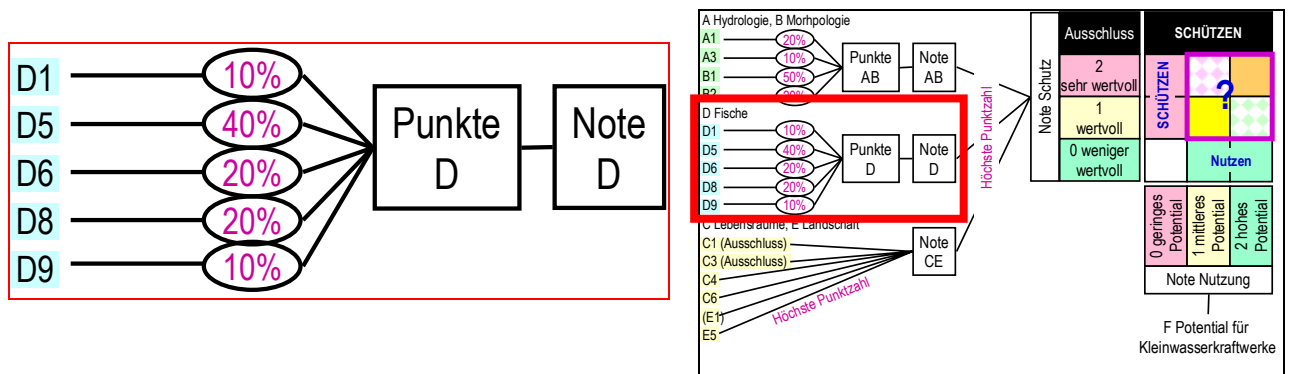 D1
10%
D5
40%
D6
20%
D8
20%
D9
10%
Punkte
D
Note
D
A Hydrologie, B Morhpologie
A1
20%
A3
10%
B1
50%
B2
20%
Punkte
AB
Note
AB
D Fische
D1
10%
D5
40%
D6
20%
D8
20%
D9
10%
Punkte
D
Note
D
C Lebensräume, E Landschaft
C1 (Ausschluss)
C3 (Ausschluss)
C4
C6
(E1)
E5
Höchste Punktzahl
Note
CE
Höchste Punktzahl
Note Schutz
Ausschluss
2
sehr wertvoll
1
wertvoll
0 weniger
wertvoll
SCHÜTZEN
SCHÜTZEN
?
Nutzen
0 geringes
Potential
1 mittleres
Potential
2 hohes
Potential
Note Nutzung
F Potential für
Kleinwasserkraftwerke